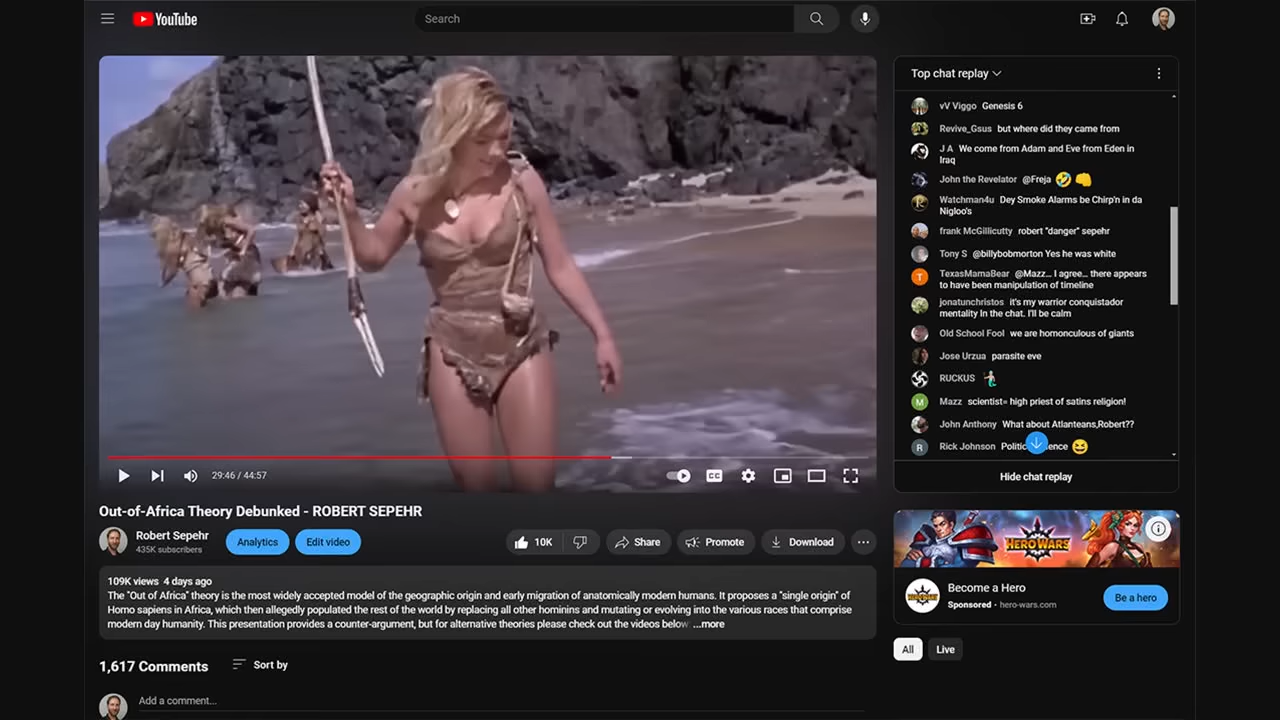 YouTube
Search
Top chat replay
vV Viggo Genesis 6
Revive_Gsus but where did they came from
J A We come from Adam and Eve from Eden in
Iraq
John the Revelator @Freja
Watchman4u Dey Smoke Alarms be Chirp'n in da
Nigloo's
frank McGillicutty robert "danger" sepehr
Tony S @billybobmorton Yes he was white
TexasMamaBear @Mazz... I agree... there appears
to have been manipulation of timeline
jonatunchristos it's my warrior conquistador
mentality In the chat. I'll be calm
Old School Fool we are homonculous of giants
Jose Urzua parasite eve
RUCKUS
Mazz scientist= high priest of satins religion!
John Anthony What about Atlanteans,Robert??
Rick Johnson Politic ence
Hide chat replay
29:46 / 44:57
CC
Out-of-Africa Theory Debunked - ROBERT SEPEHR
Robert Sepehr
435K subscribers
Analytics
Edit video
10K
Share
Promote
Download
109K views 4 days ago
The "Out of Africa" theory is the most widely accepted model of the geographic origin and early migration of anatomically modern humans. It proposes a "single origin" of
Homo sapiens in Africa, which then allegedly populated the rest of the world by replacing all other hominins and mutating or evolving into the various races that comprise
modern day humanity. This presentation provides a counter-argument, but for alternative theories please check out the videos below ...more
HERO WARS
Become a Hero
Sponsored · hero-wars.com
Be a hero
All
Live
1,617 Comments
Sort by
Add a comment...
T
M
R